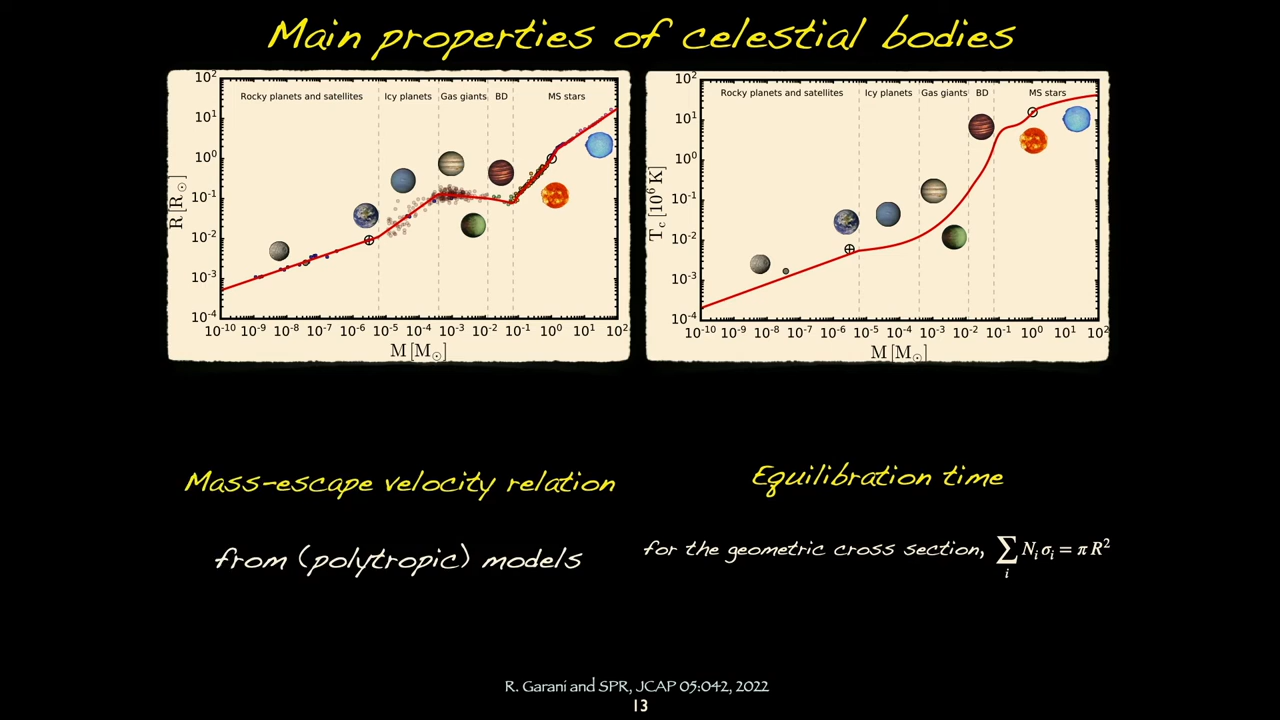 Main properties of celestial bodies
Rocky planets and satellites Icy planets Gas giants BD MS stars
R [R⊙]
10² 10¹ 10⁰ 10⁻¹ 10⁻² 10⁻³ 10⁻⁴
10⁻¹⁰ 10⁻⁹ 10⁻⁸ 10⁻⁷ 10⁻⁶ 10⁻⁵ 10⁻⁴ 10⁻³ 10⁻² 10⁻¹ 10⁰ 10¹ 10²
M [M⊙]
Rocky planets and satellites Icy planets Gas giants BD MS stars
T_c [10⁶ K]
10² 10¹ 10⁰ 10⁻¹ 10⁻² 10⁻³ 10⁻⁴
10⁻¹⁰ 10⁻⁹ 10⁻⁸ 10⁻⁷ 10⁻⁶ 10⁻⁵ 10⁻⁴ 10⁻³ 10⁻² 10⁻¹ 10⁰ 10¹ 10²
M [M⊙]
Mass-escape velocity relation
from (polytropic) models
Equilibration time
for the geometric cross section, ∑ᵢ Nᵢ σᵢ = π R²
R. Garani and SPR, JCAP 05:042, 2022
13